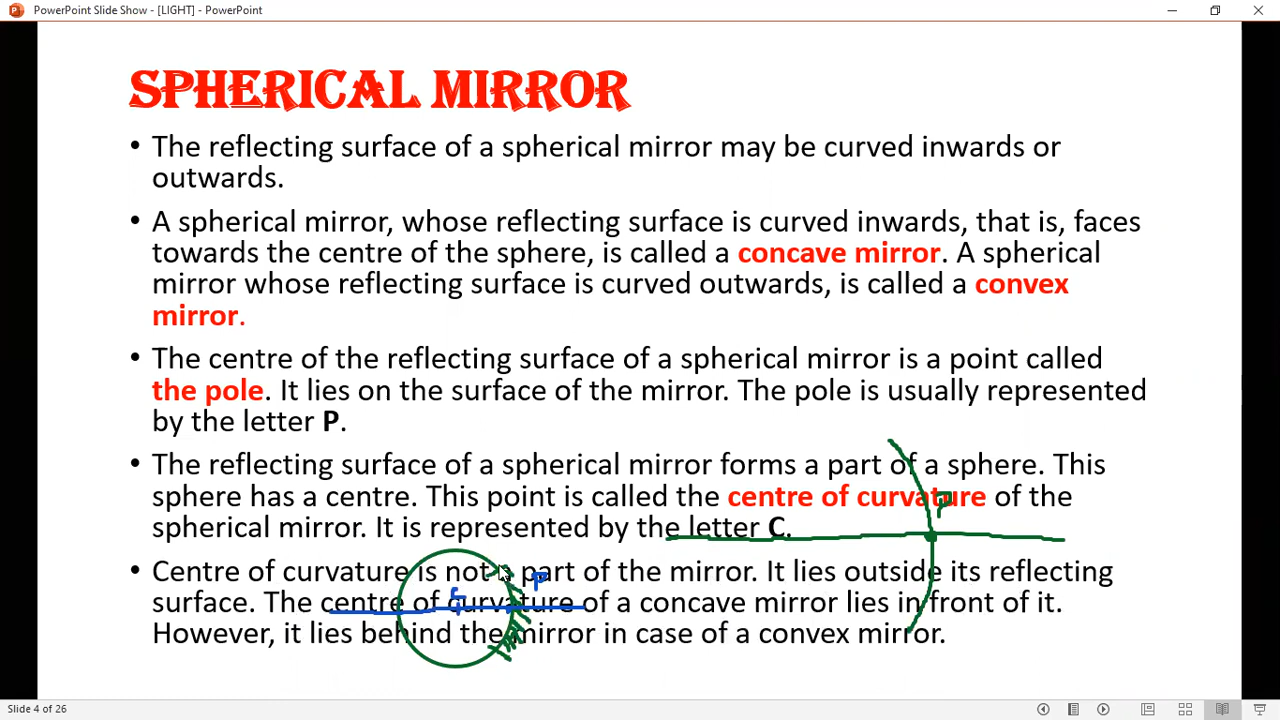 PowerPoint Slide Show - [LIGHT] - PowerPoint
SPHERICAL MIRROR
• The reflecting surface of a spherical mirror may be curved inwards or
outwards.
• A spherical mirror, whose reflecting surface is curved inwards, that is, faces
towards the centre of the sphere, is called a concave mirror. A spherical
mirror whose reflecting surface is curved outwards, is called a convex
mirror.
• The centre of the reflecting surface of a spherical mirror is a point called
the pole. It lies on the surface of the mirror. The pole is usually represented
by the letter P.
• The reflecting surface of a spherical mirror forms a part of a sphere. This
sphere has a centre. This point is called the centre of curvature of the
P
spherical mirror. It is represented by the letter C.
• Centre of curvature is not a part of the mirror. It lies outside its reflecting
P
surface. The centre of curvature of a concave mirror lies in front of it.
However, it lies behind the mirror in case of a convex mirror.
Slide 4 of 26